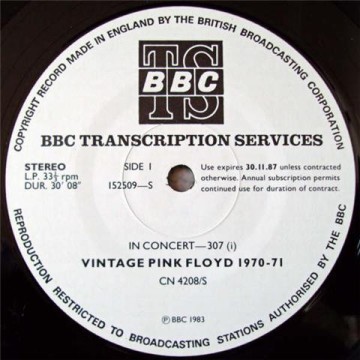 COPYRIGHT RECORD MADE IN ENGLAND BY THE BRITISH BROADCASTING CORPORATION
TS
BBC
BBC TRANSCRIPTION SERVICES
STEREO
L.P. 33⅓ rpm
DUR. 30' 08"
SIDE 1
152509—S
Use expires 30.11.87 unless contracted
otherwise. Annual subscription permits
continued use for duration of contract.
IN CONCERT—307 (i)
VINTAGE PINK FLOYD 1970-71
CN 4208/S
Ⓟ BBC 1983
REPRODUCTION RESTRICTED TO BROADCASTING STATIONS AUTHORISED BY THE BBC